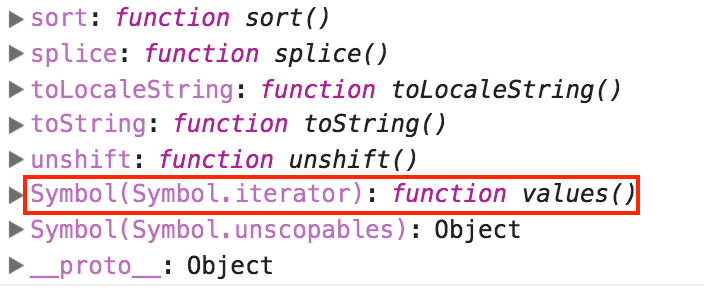 sort: function sort()
splice: function splice()
toLocaleString: function toLocaleString()
toString: function toString()
unshift: function unshift()
Symbol(Symbol.iterator): function values()
Symbol(Symbol.unscopables): Object
__proto__: Object